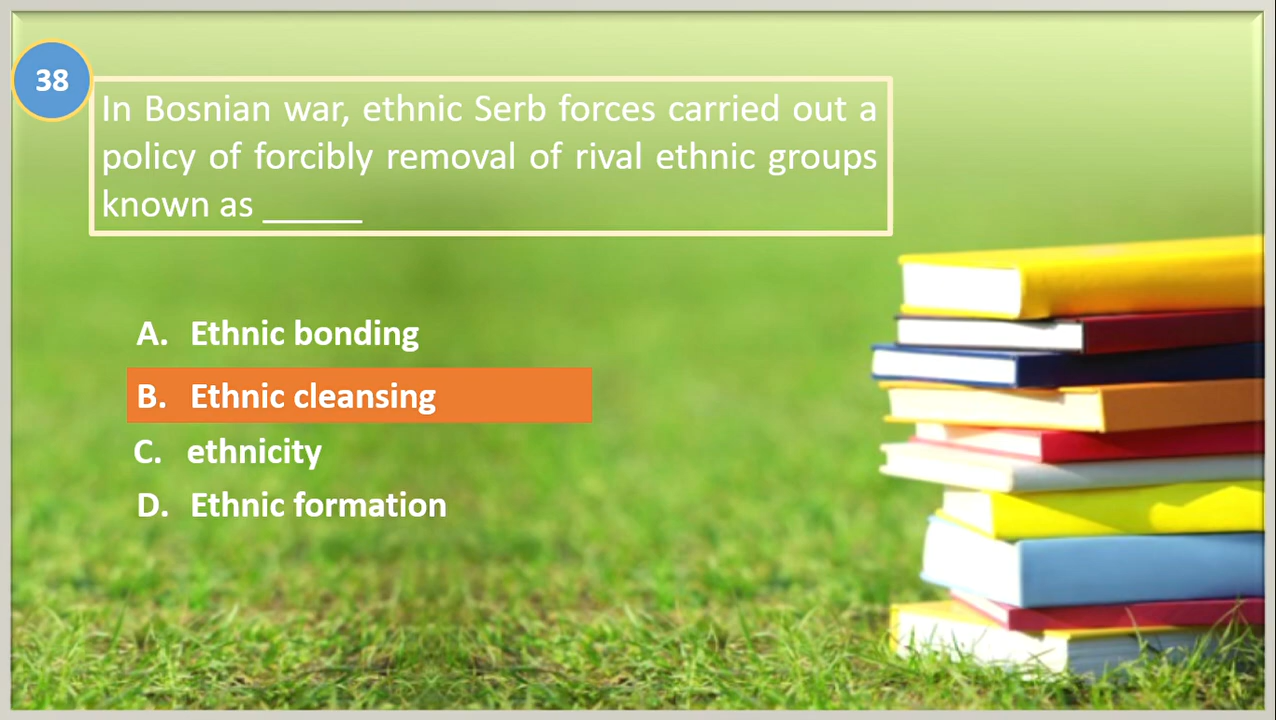 38
In Bosnian war, ethnic Serb forces carried out a
policy of forcibly removal of rival ethnic groups
known as _____
A. Ethnic bonding
B. Ethnic cleansing
C. ethnicity
D. Ethnic formation